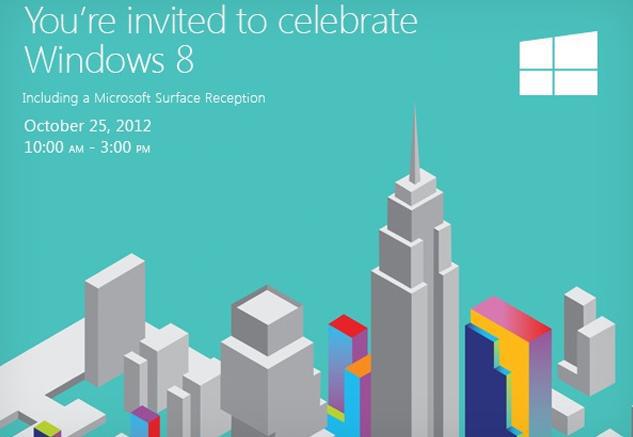 You're invited to celebrate
Windows 8
Including a Microsoft Surface Reception
October 25, 2012
10:00 AM - 3:00 PM